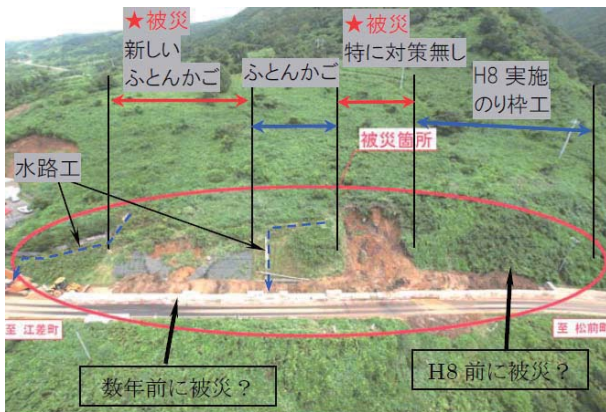 ★被災
新しい
ふとんかご
ふとんかご
★被災
特に対策無し
H8 実施
のり枠工
被災箇所
水路工
至 江差町
至 松前町
数年前に被災？
H8 前に被災？